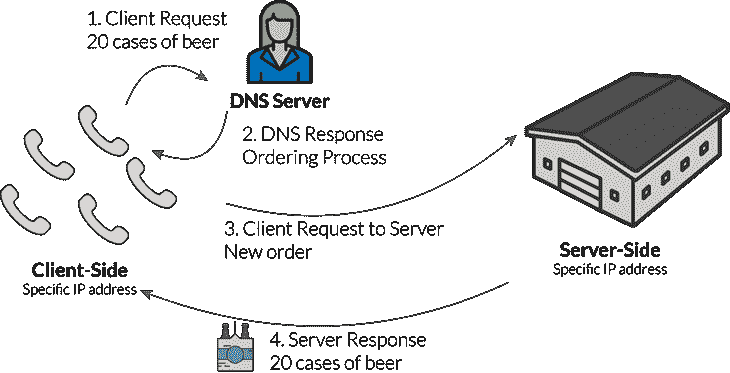 1. Client Request
20 cases of beer
DNS Server
2. DNS Response
Ordering Process
3. Client Request to Server
New order
Client-Side
Specific IP address
Server-Side
Specific IP address
4. Server Response
20 cases of beer